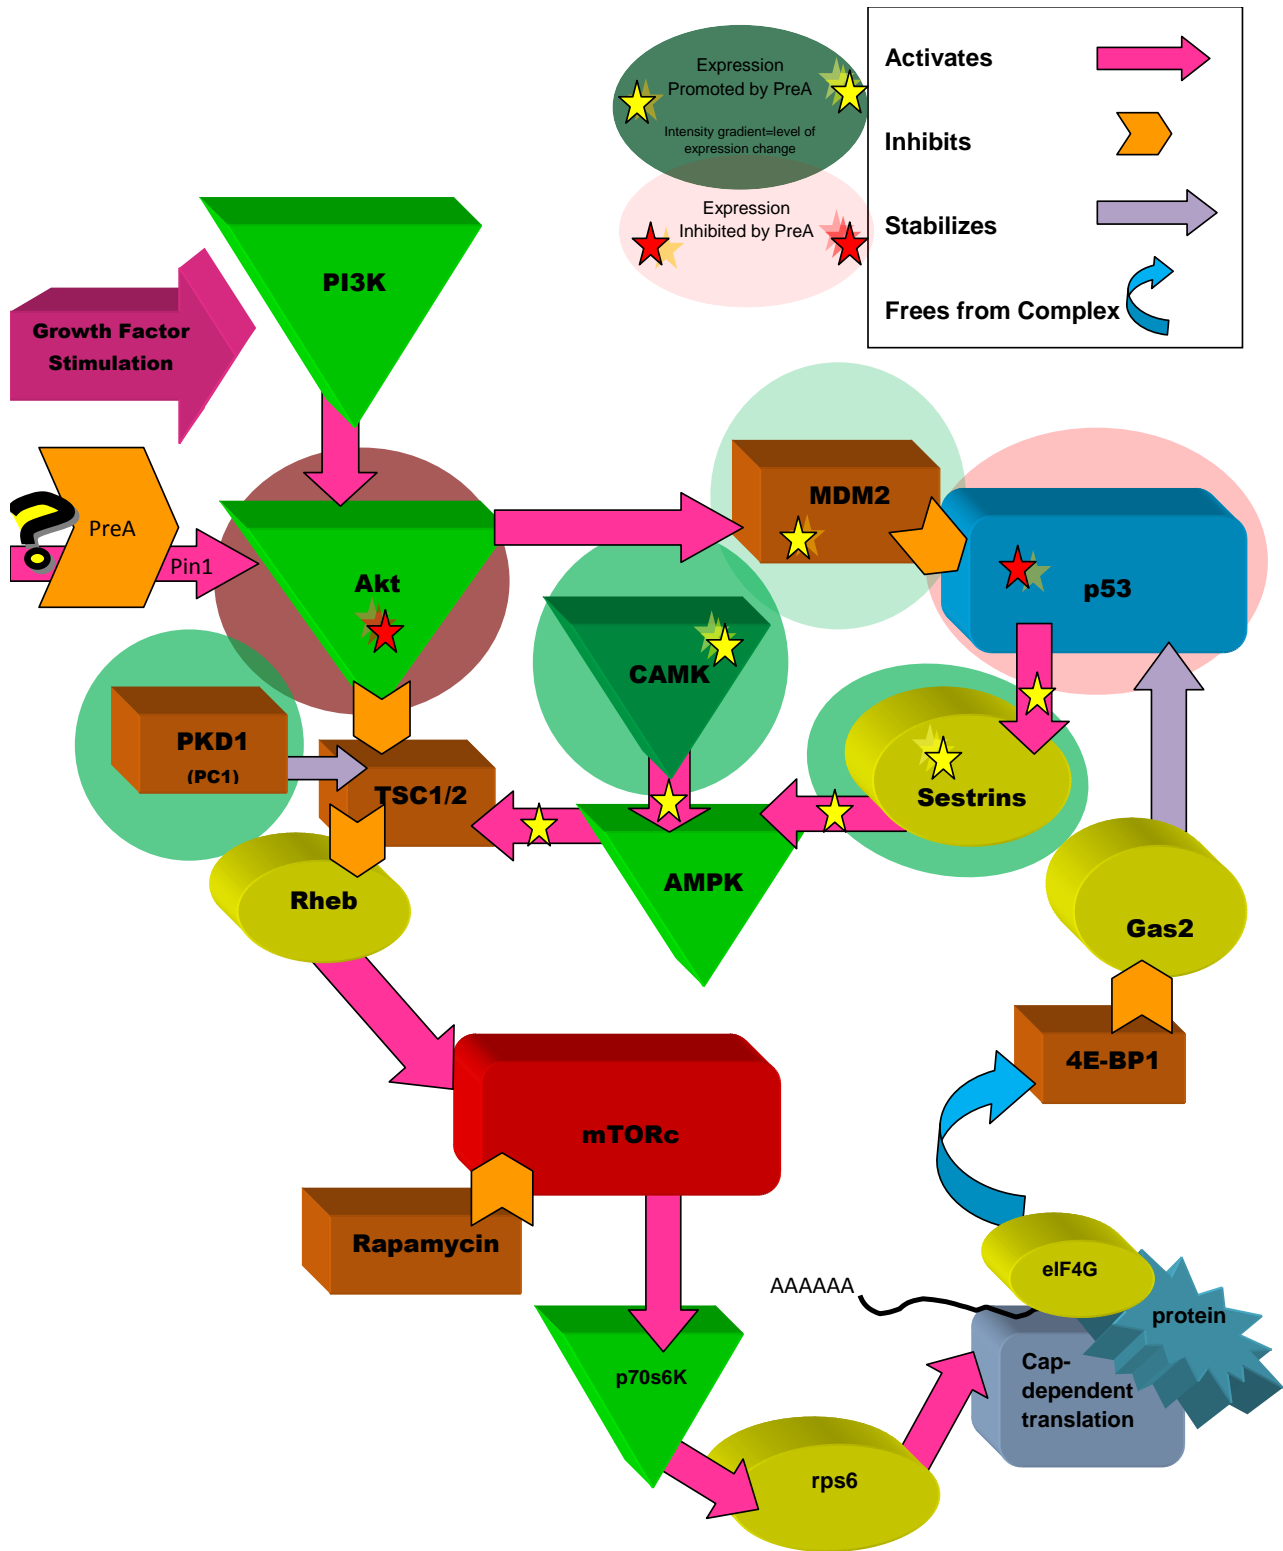 Expression
Promoted by PreA
Intensity gradient=level of
expression change
Expression
Inhibited by PreA
Activates
Inhibits
Stabilizes
Frees from Complex
PI3K
Growth Factor
Stimulation
PreA
Pin1
Akt
MDM2
p53
CAMK
PKD1
(PC1)
TSC1/2
Sestrins
AMPK
Rheb
Gas2
4E-BP1
mTORc
Rapamycin
eIF4G
AAAAAA
protein
Cap-
dependent
translation
p70s6K
rps6